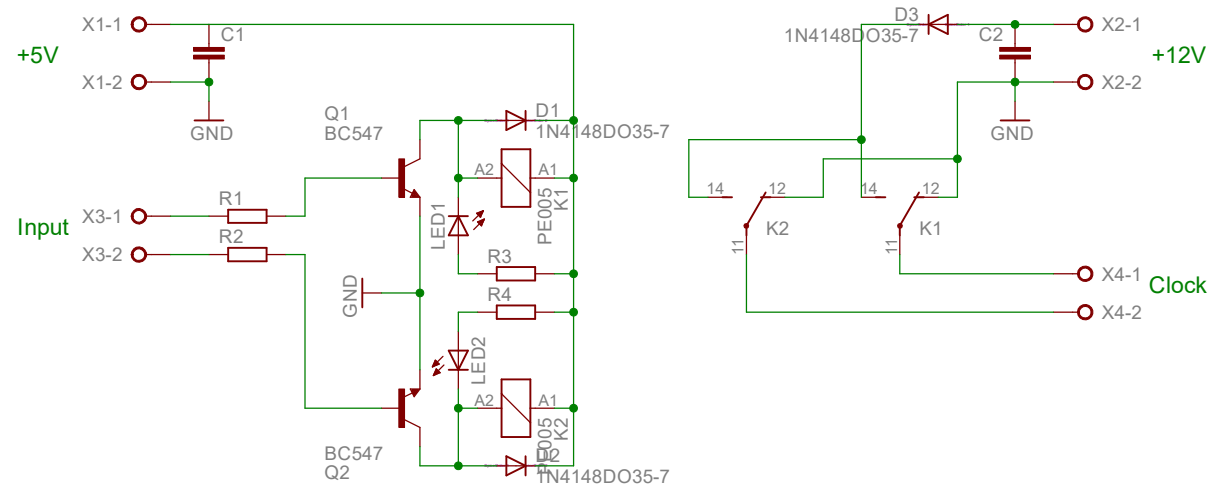 X1-1
C1
+5V
X1-2
GND
Q1
BC547
D1
1N4148DO35-7
A2
A1
PE005
K1
LED1
X3-1
R1
Input
R2
X3-2
R3
GND
R4
LED2
A2
A1
PE005
K2
BC547
Q2
D2
1N4148DO35-7
D3
1N4148DO35-7
C2
X2-1
+12V
X2-2
GND
14
12
K2
11
14
12
K1
11
X4-1
Clock
X4-2